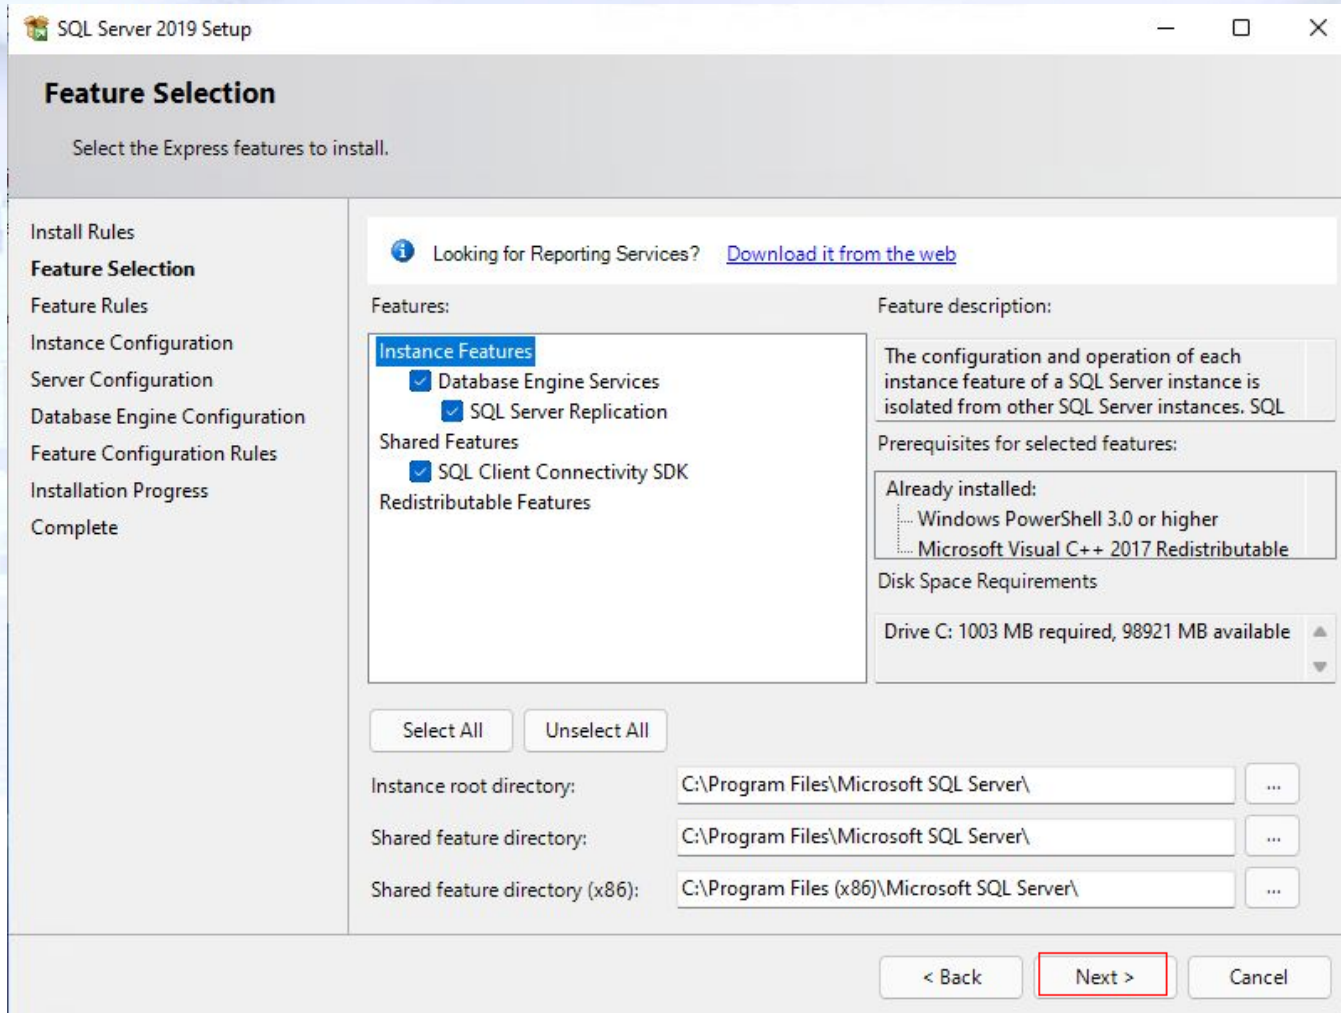 SQL Server 2019 Setup
Feature Selection
Select the Express features to install.
Install Rules
Feature Selection
Feature Rules
Instance Configuration
Server Configuration
Database Engine Configuration
Feature Configuration Rules
Installation Progress
Complete
Looking for Reporting Services? Download it from the web
Features:
Instance Features
Database Engine Services
SQL Server Replication
Shared Features
SQL Client Connectivity SDK
Redistributable Features
Feature description:
The configuration and operation of each
instance feature of a SQL Server instance is
isolated from other SQL Server instances. SQL
Prerequisites for selected features:
Already installed:
Windows PowerShell 3.0 or higher
Microsoft Visual C++ 2017 Redistributable
Disk Space Requirements
Drive C: 1003 MB required, 98921 MB available
Select All Unselect All
Instance root directory: C:\Program Files\Microsoft SQL Server\ ...
Shared feature directory: C:\Program Files\Microsoft SQL Server\ ...
Shared feature directory (x86): C:\Program Files (x86)\Microsoft SQL Server\ ...
< Back Next > Cancel